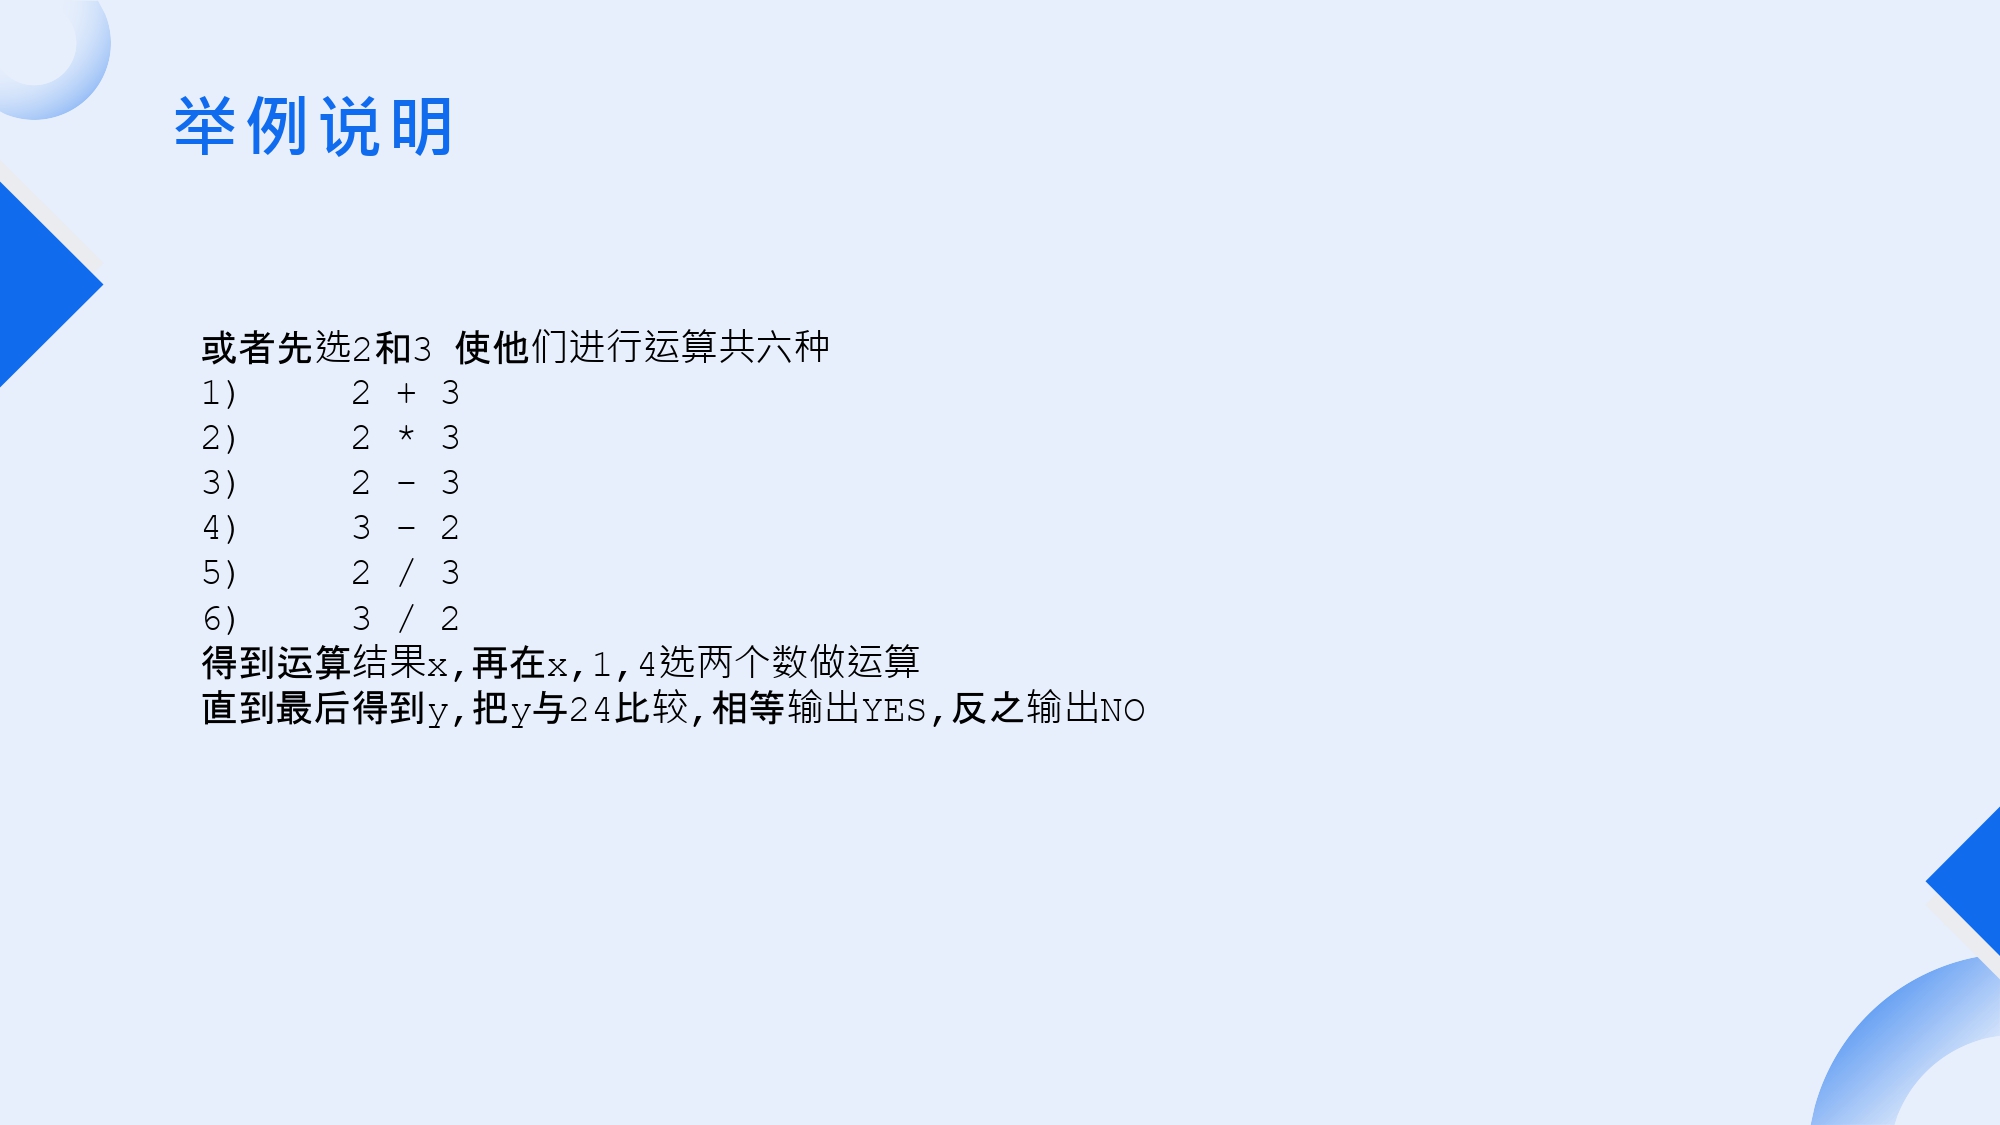 举例说明
或者先选2和3 使他们进行运算共六种
1) 2 + 3
2) 2 * 3
3) 2 - 3
4) 3 - 2
5) 2 / 3
6) 3 / 2
得到运算结果x,再在x,1,4选两个数做运算
直到最后得到y,把y与24比较,相等输出YES,反之输出NO